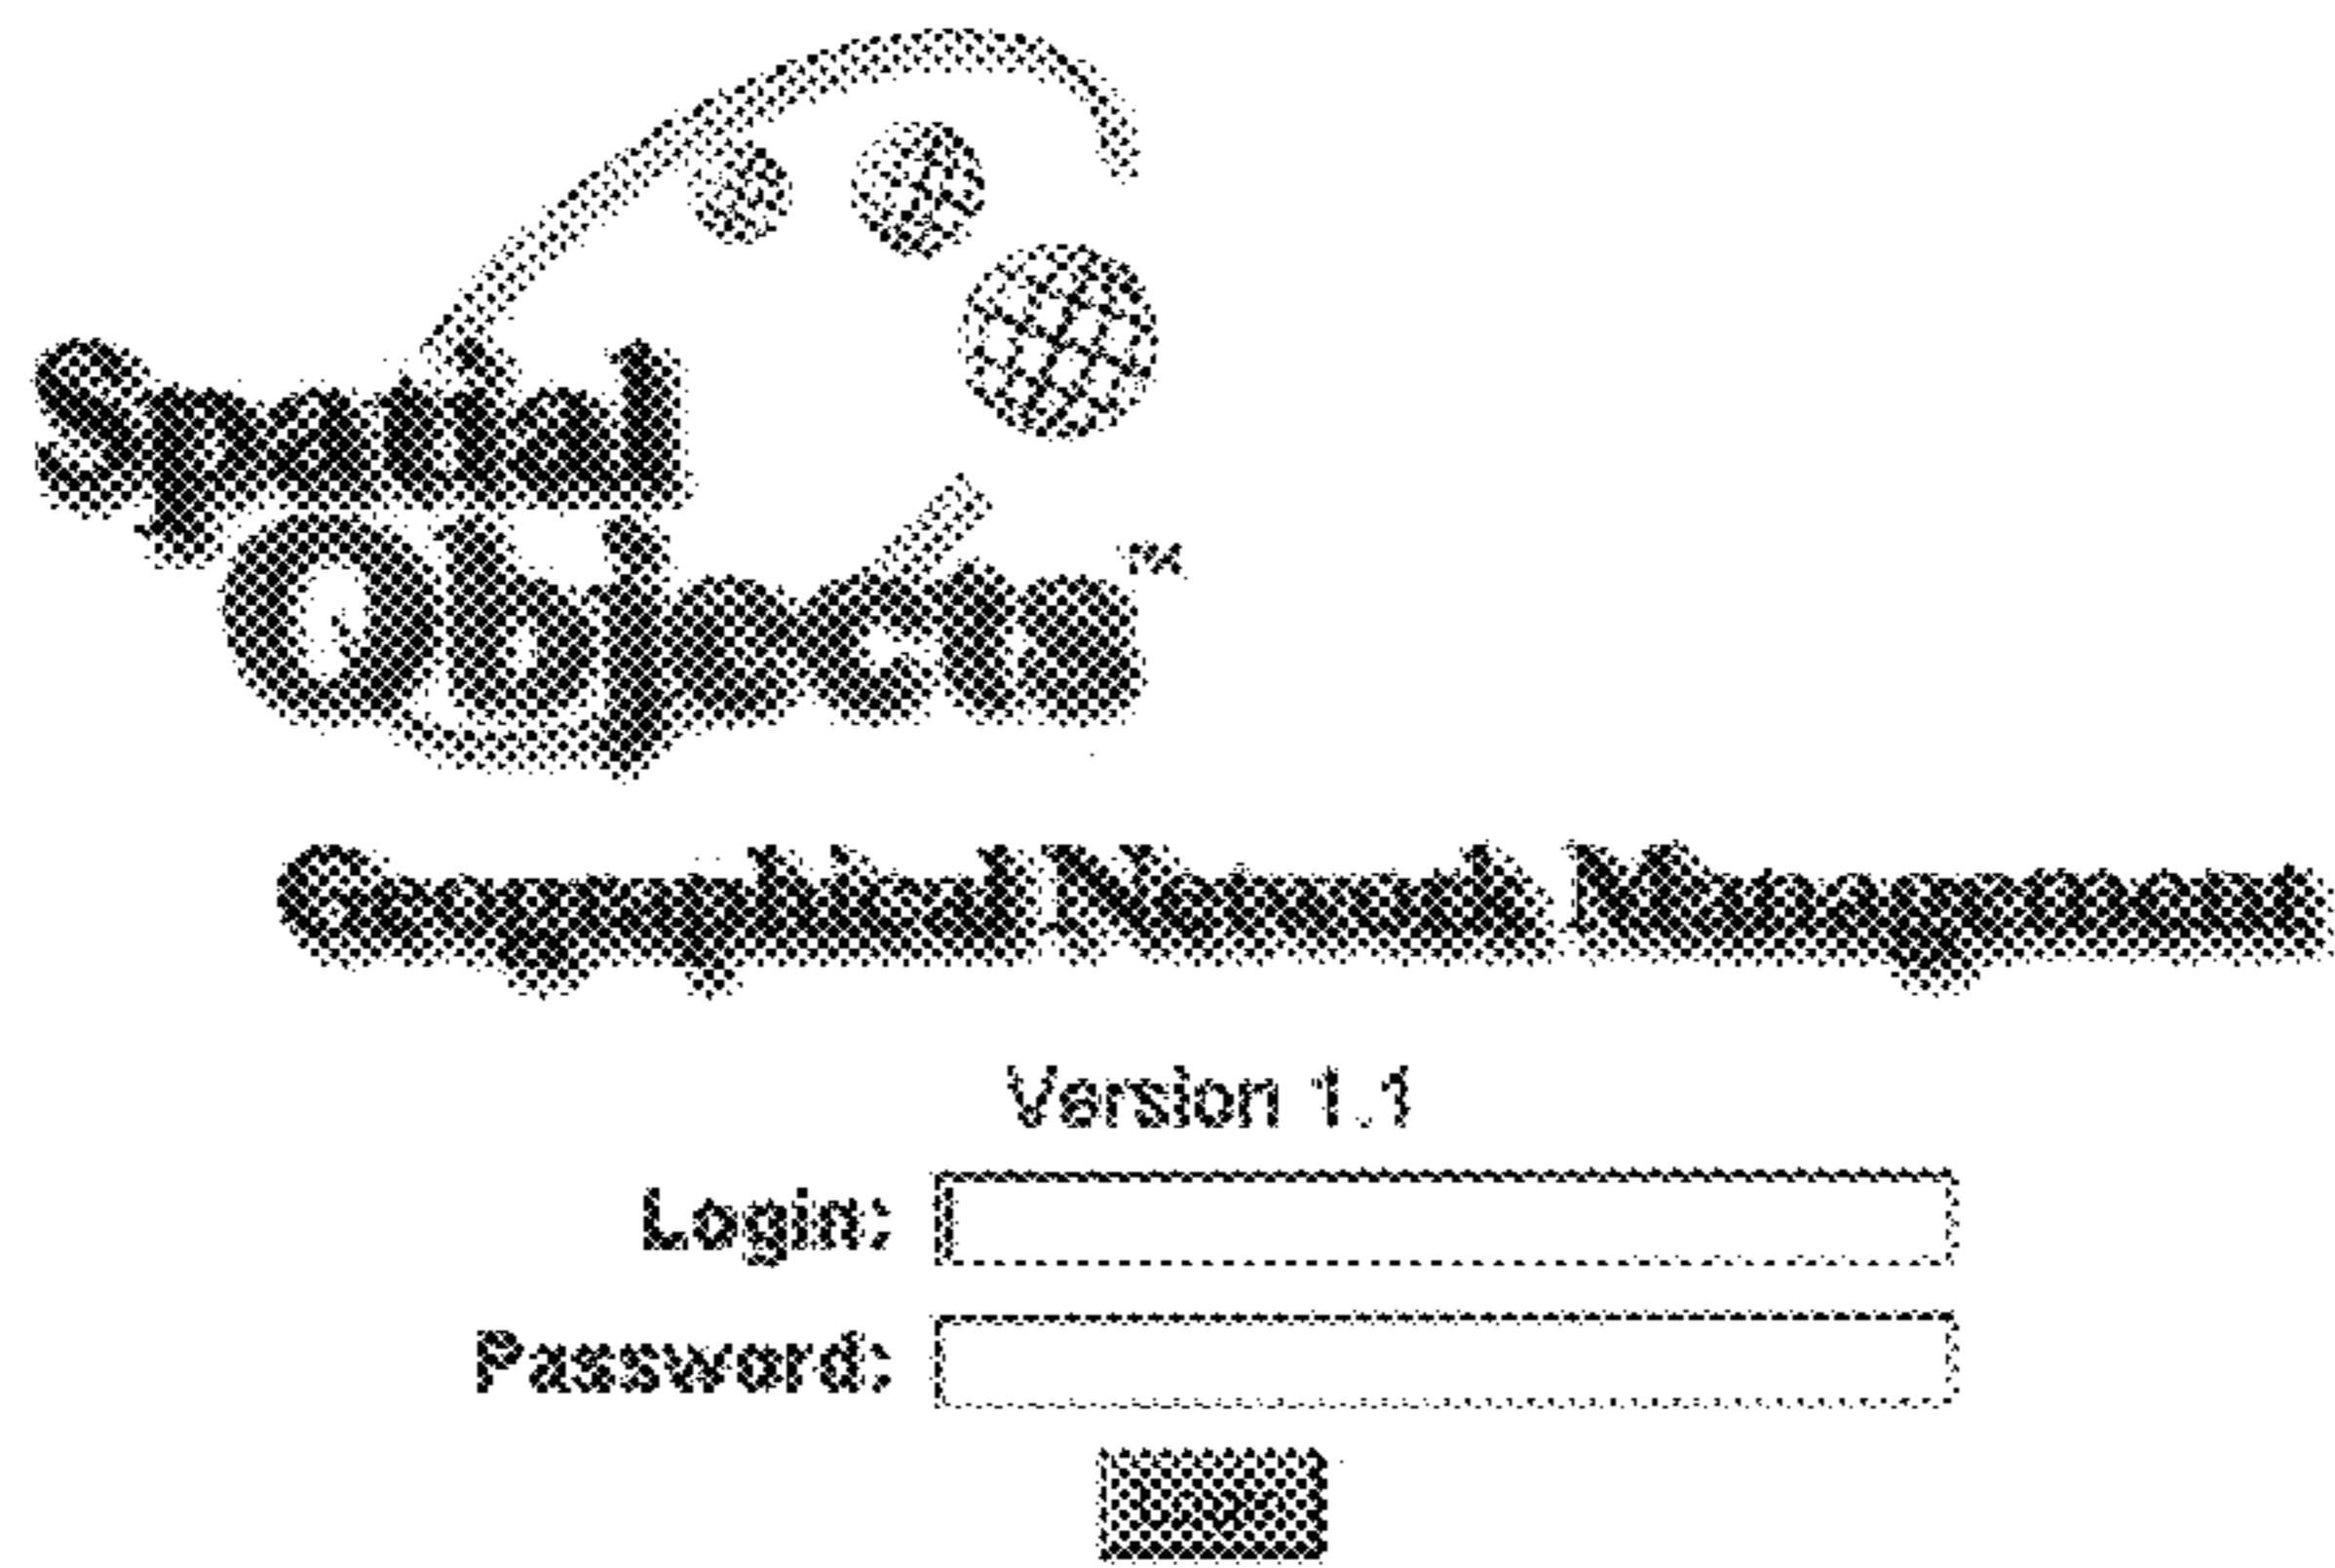 Spatial
Objects™
Geographical Network Management
Version 1.1
Login:
Password: